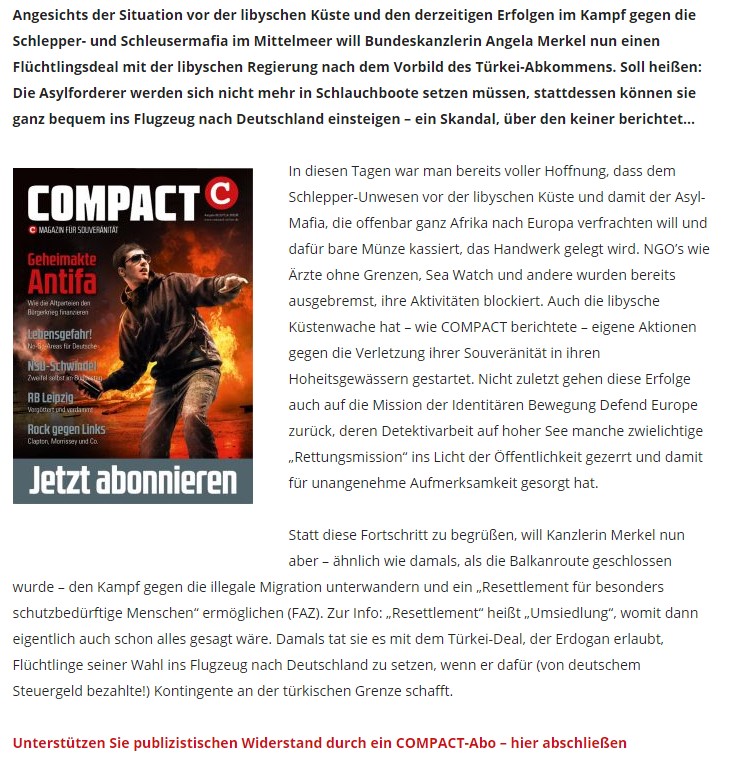 Angesichts der Situation vor der libyschen Küste und den derzeitigen Erfolgen im Kampf gegen die
Schlepper- und Schleusermafia im Mittelmeer will Bundeskanzlerin Angela Merkel nun einen
Flüchtlingsdeal mit der libyschen Regierung nach dem Vorbild des Türkei-Abkommens. Soll heißen:
Die Asylforderer werden sich nicht mehr in Schlauchboote setzen müssen, stattdessen können sie
ganz bequem ins Flugzeug nach Deutschland einsteigen – ein Skandal, über den keiner berichtet…
COMPACT
C
C MAGAZIN FÜR SOUVERÄNITÄT
Geheimakte
Antifa
Wie die Altparteien den
Bürgerkrieg finanzieren
Lebensgefahr!
No-Go-Areas für Deutsche
NSU-Schwindel
RB Leipzig
Vergöttert und verdammt
Rock gegen Links
Clapton, Morrissey und Co.
Jetzt abonnieren
In diesen Tagen war man bereits voller Hoffnung, dass dem
Schlepper-Unwesen vor der libyschen Küste und damit der Asyl-
Mafia, die offenbar ganz Afrika nach Europa verfrachten will und
dafür bare Münze kassiert, das Handwerk gelegt wird. NGO’s wie
Ärzte ohne Grenzen, Sea Watch und andere wurden bereits
ausgebremst, ihre Aktivitäten blockiert. Auch die libysche
Küstenwache hat – wie COMPACT berichtete – eigene Aktionen
gegen die Verletzung ihrer Souveränität in ihren
Hoheitsgewässern gestartet. Nicht zuletzt gehen diese Erfolge
auch auf die Mission der Identitären Bewegung Defend Europe
zurück, deren Detektivarbeit auf hoher See manche zwielichtige
„Rettungsmission“ ins Licht der Öffentlichkeit gezerrt und damit
für unangenehme Aufmerksamkeit gesorgt hat.
Statt diese Fortschritt zu begrüßen, will Kanzlerin Merkel nun
aber – ähnlich wie damals, als die Balkanroute geschlossen
wurde – den Kampf gegen die illegale Migration unterwandern und ein „Resettlement für besonders
schutzbedürftige Menschen“ ermöglichen (FAZ). Zur Info: „Resettlement“ heißt „Umsiedlung“, womit dann
eigentlich auch schon alles gesagt wäre. Damals tat sie es mit dem Türkei-Deal, der Erdogan erlaubt,
Flüchtlinge seiner Wahl ins Flugzeug nach Deutschland zu setzen, wenn er dafür (von deutschem
Steuergeld bezahlte!) Kontingente an der türkischen Grenze schafft.
Unterstützen Sie publizistischen Widerstand durch ein COMPACT-Abo – hier abschließen